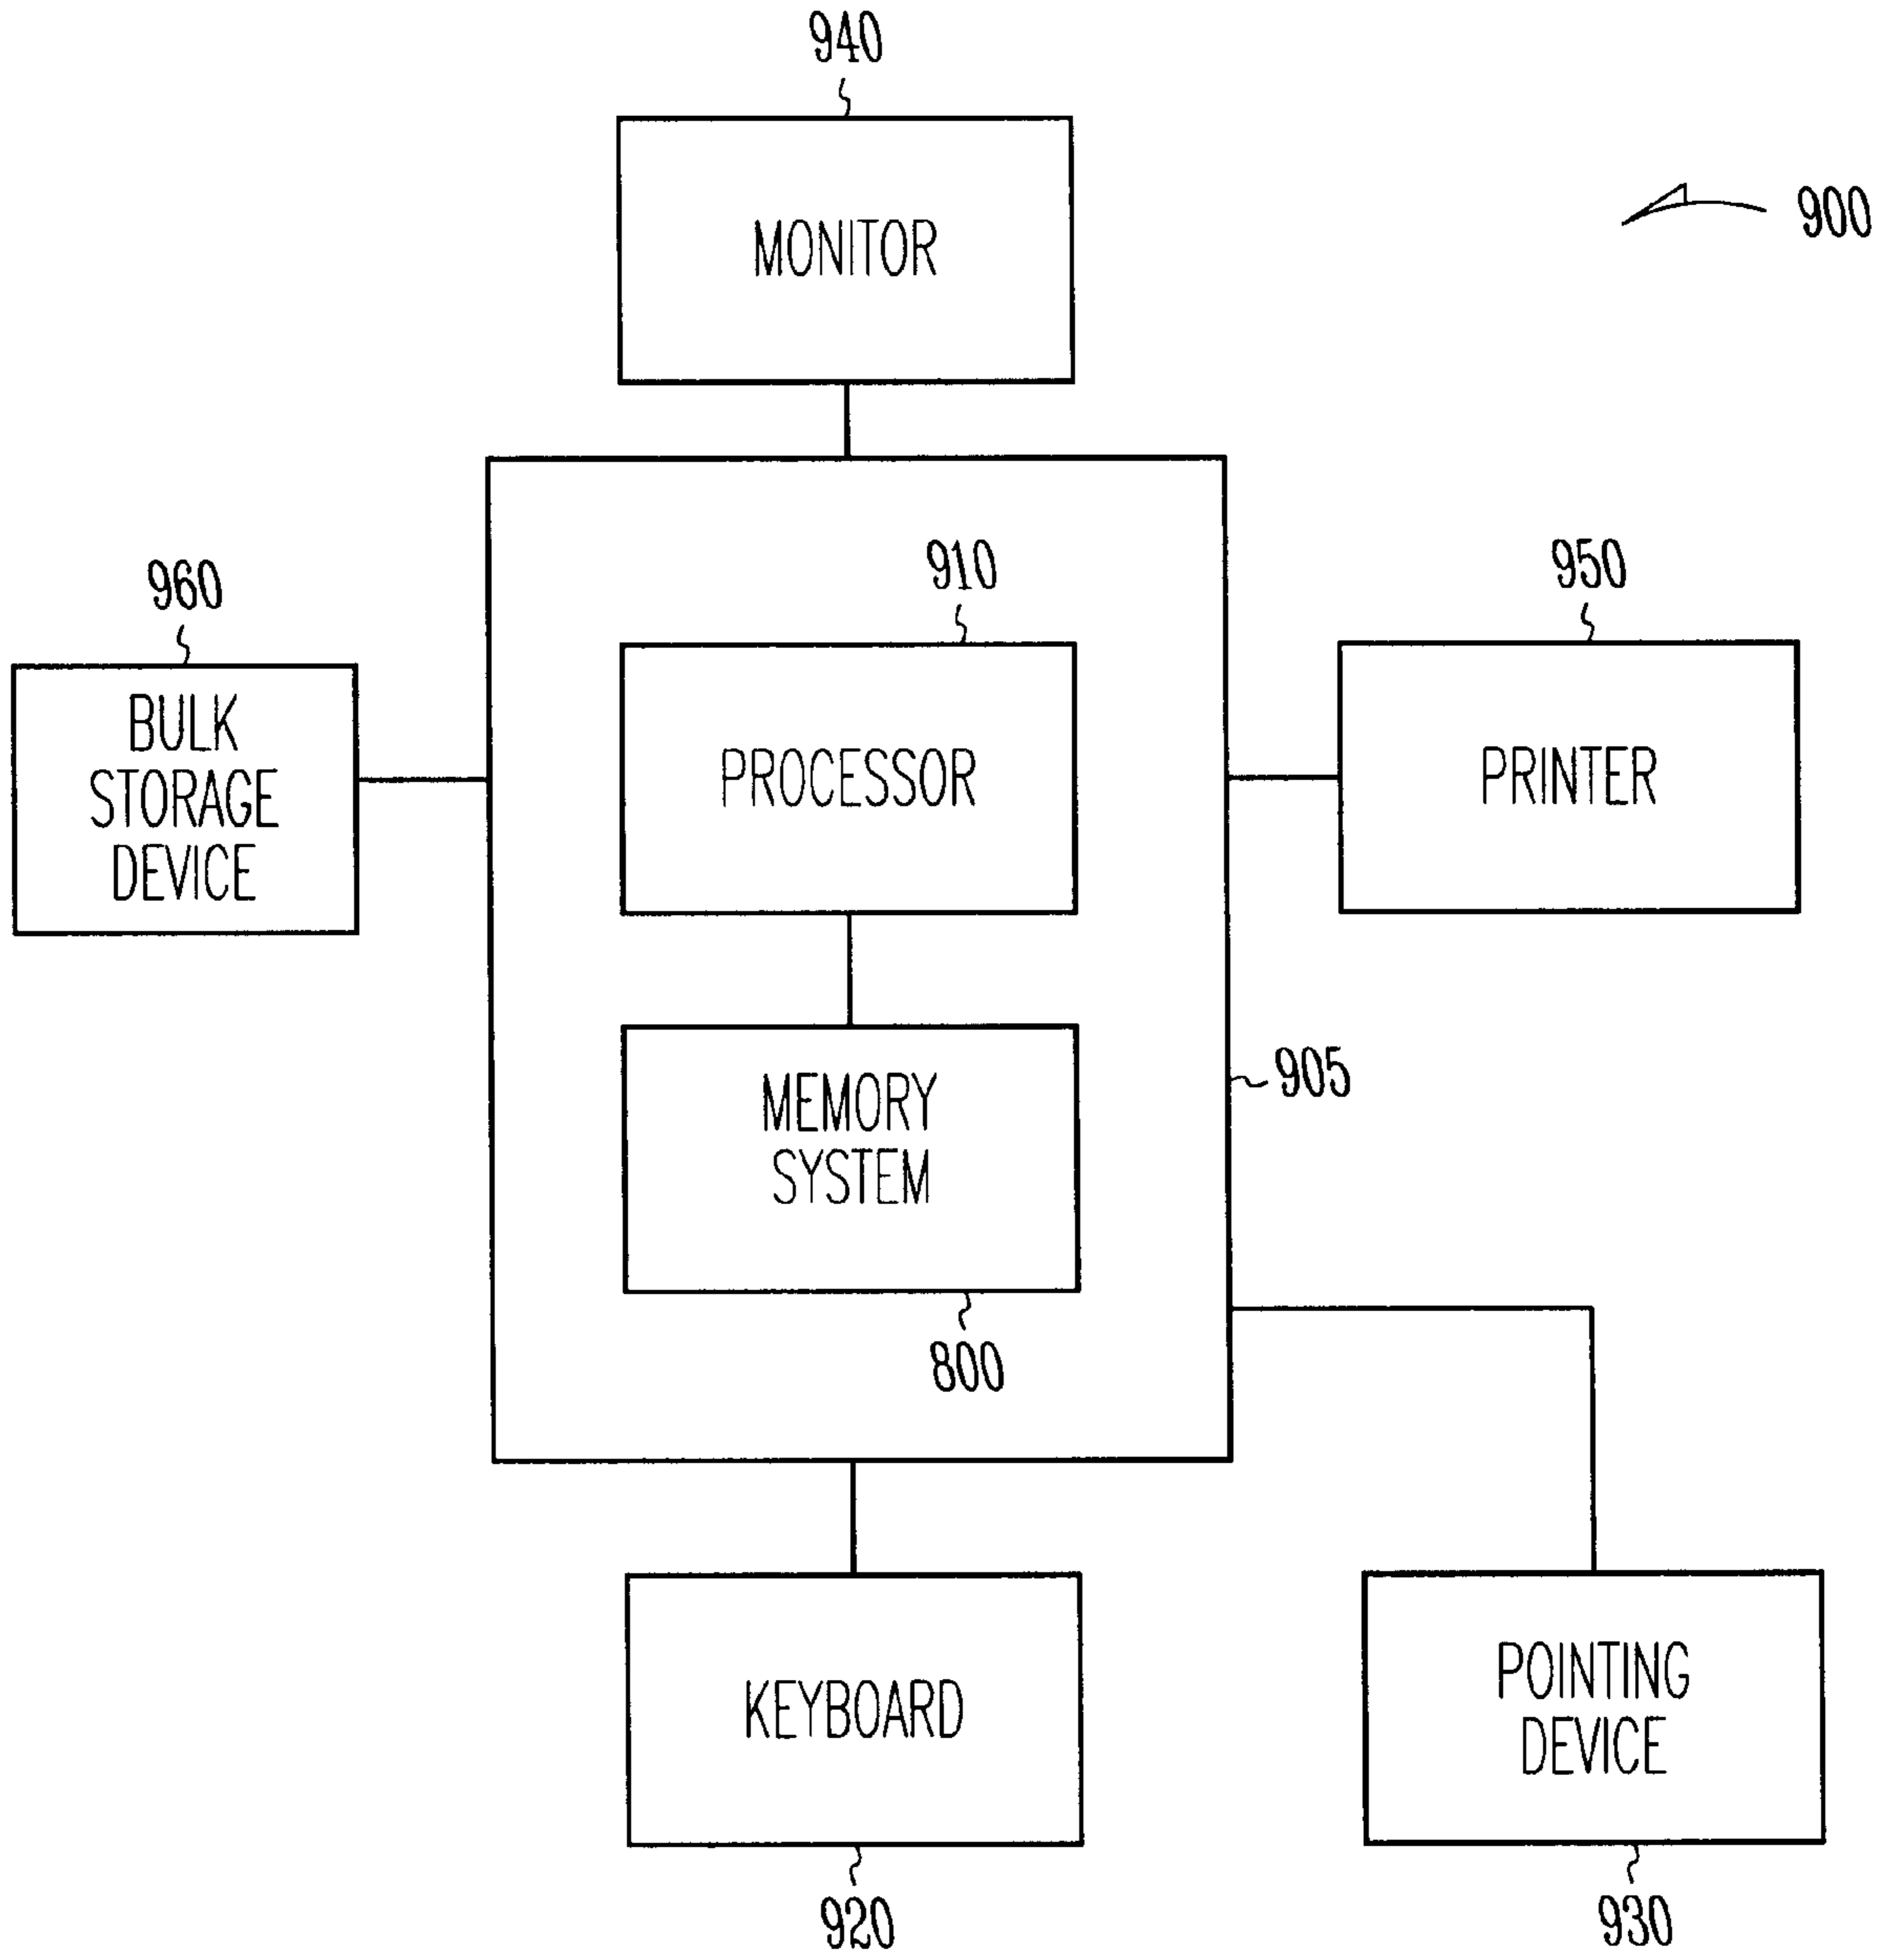 940
MONITOR
900
960
BULK
STORAGE
DEVICE
910
PROCESSOR
950
PRINTER
MEMORY
SYSTEM
905
800
KEYBOARD
920
POINTING
DEVICE
930